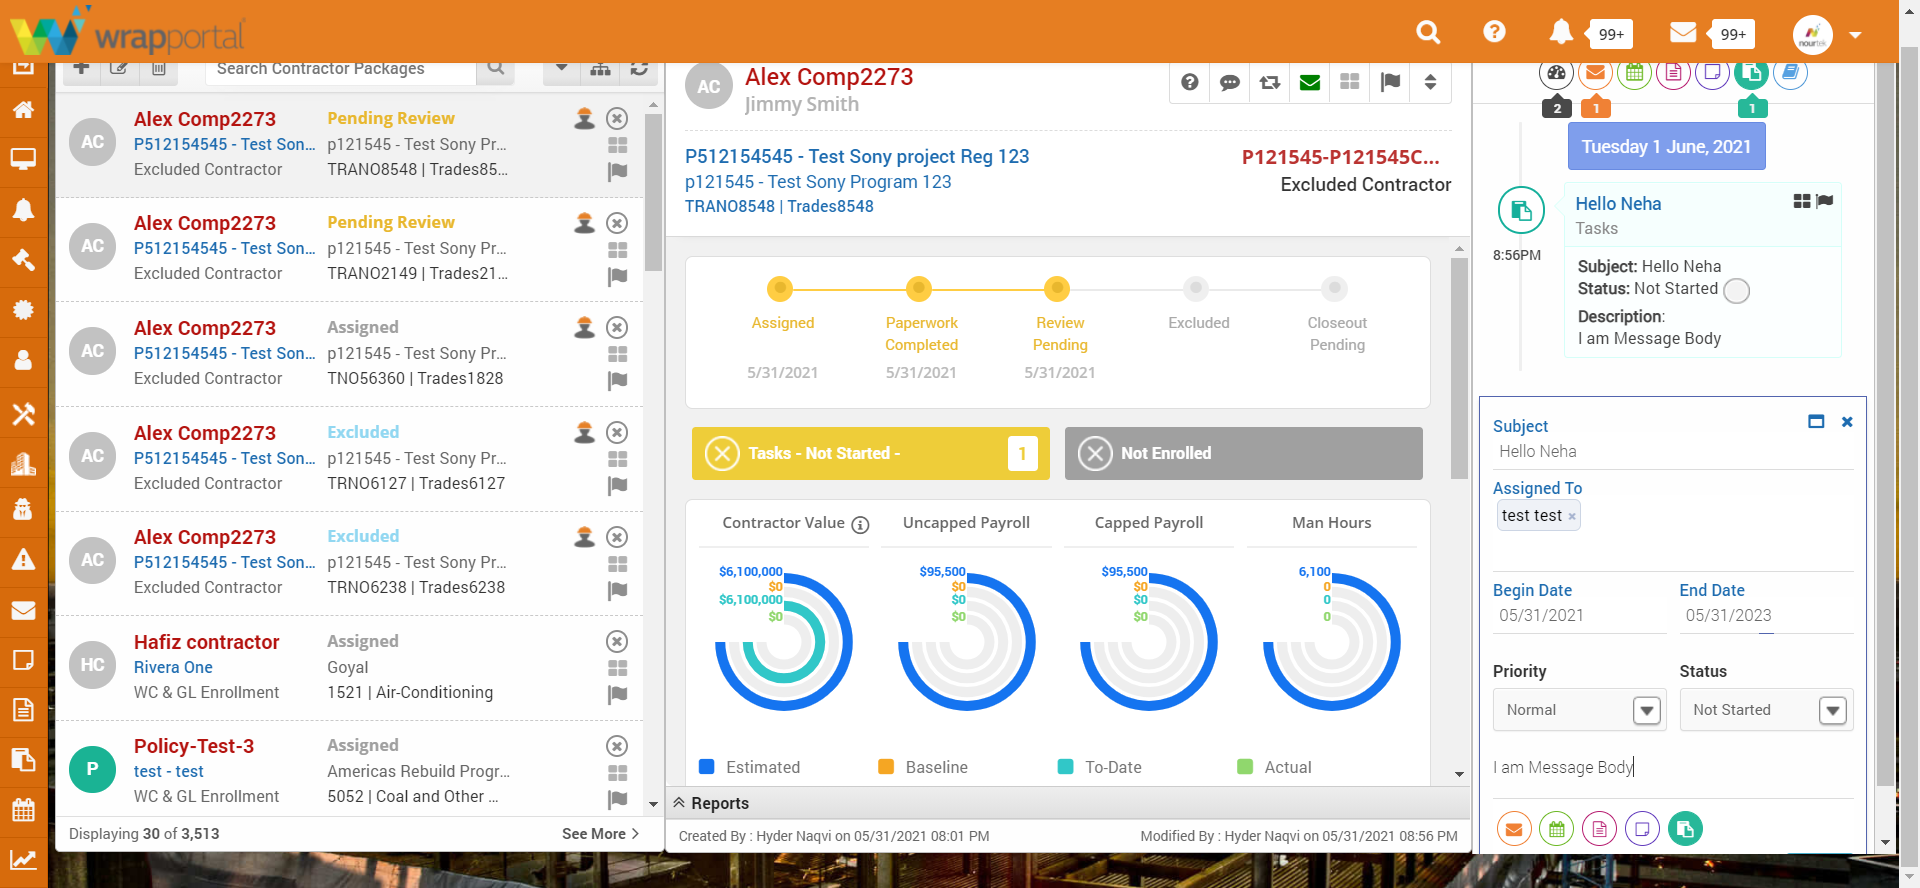 wrapportal
99+
99+
nourtek
Search Contractor Packages
AC
Alex Comp2273
Pending Review
P512154545 - Test Son...
p121545 - Test Sony Pr...
Excluded Contractor
TRANO8548 | Trades85...
AC
Alex Comp2273
Pending Review
P512154545 - Test Son...
p121545 - Test Sony Pr...
Excluded Contractor
TRANO2149 | Trades21...
AC
Alex Comp2273
Assigned
P512154545 - Test Son...
p121545 - Test Sony Pr...
Excluded Contractor
TNO56360 | Trades1828
AC
Alex Comp2273
Excluded
P512154545 - Test Son...
p121545 - Test Sony Pr...
Excluded Contractor
TRNO6127 | Trades6127
AC
Alex Comp2273
Excluded
P512154545 - Test Son...
p121545 - Test Sony Pr...
Excluded Contractor
TRNO6238 | Trades6238
HC
Hafiz contractor
Assigned
Rivera One
Goyal
WC & GL Enrollment
1521 | Air-Conditioning
P
Policy-Test-3
Assigned
test - test
Americas Rebuild Progr...
WC & GL Enrollment
5052 | Coal and Other ...
Displaying 30 of 3,513
See More
AC
Alex Comp2273
Jimmy Smith
P512154545 - Test Sony project Reg 123
P121545-P121545C...
p121545 - Test Sony Program 123
Excluded Contractor
TRANO8548 | Trades8548
Assigned
Paperwork Completed
Review Pending
Excluded
Closeout Pending
5/31/2021
5/31/2021
5/31/2021
Tasks - Not Started -
1
Not Enrolled
Contractor Value
Uncapped Payroll
Capped Payroll
Man Hours
$6,100,000
$0
$6,100,000
$0
$95,500
$0
$0
$0
$95,500
$0
$0
$0
6,100
0
0
0
Estimated
Baseline
To-Date
Actual
Reports
Created By : Hyder Naqvi on 05/31/2021 08:01 PM
Modified By : Hyder Naqvi on 05/31/2021 08:56 PM
2
1
1
Tuesday 1 June, 2021
Hello Neha
Tasks
8:56PM
Subject: Hello Neha
Status: Not Started
Description:
I am Message Body
Subject
Hello Neha
Assigned To
test test ×
Begin Date
End Date
05/31/2021
05/31/2023
Priority
Status
Normal
Not Started
I am Message Body